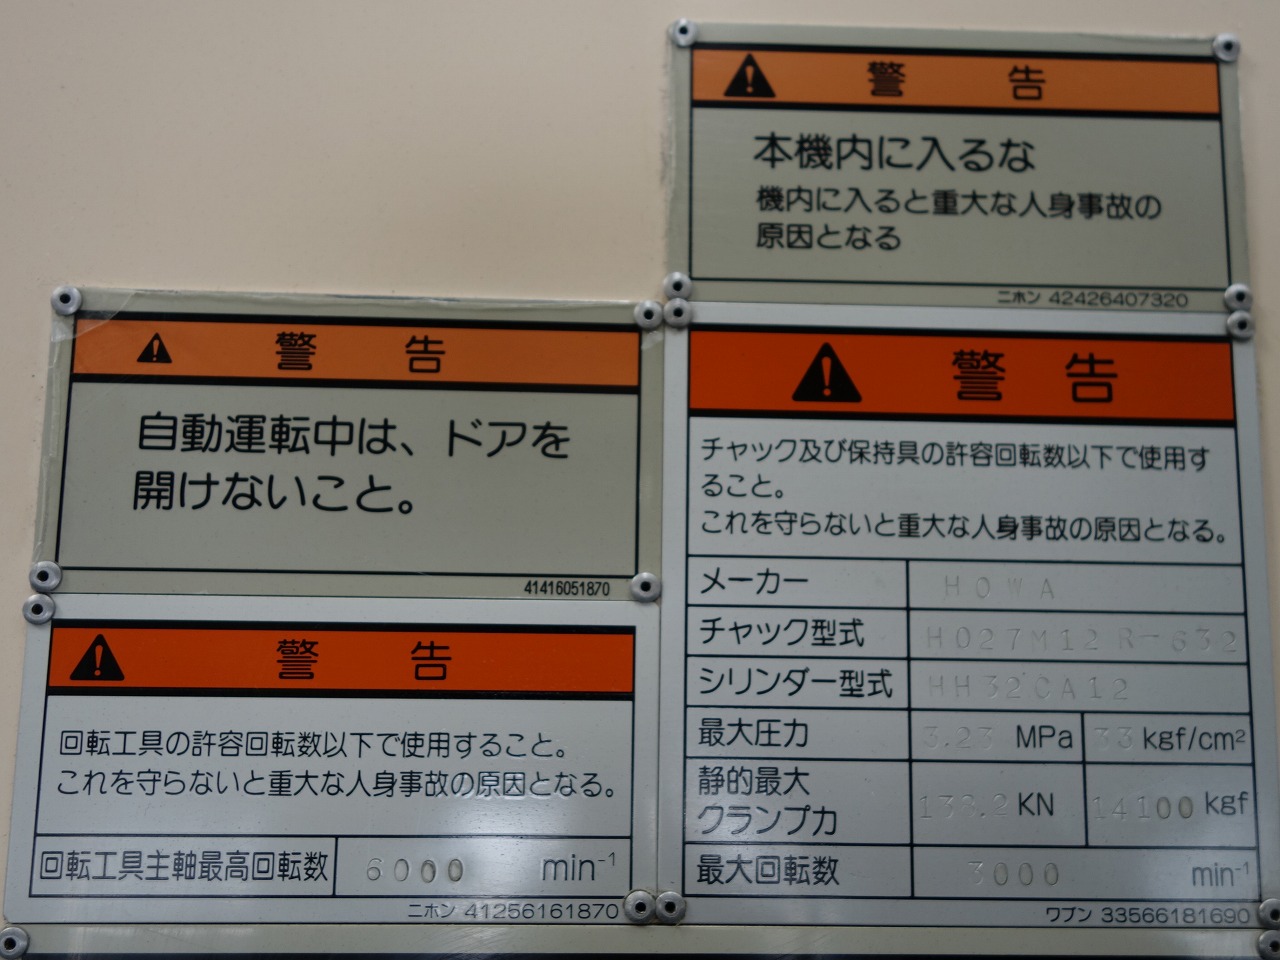 警 告
本機内に入るな
機内に入ると重大な人身事故の
原因となる
ニホン 42426407320
警 告
自動運転中は、ドアを
開けないこと。
41416051870
警 告
回転工具の許容回転数以下で使用すること。
これを守らないと重大な人身事故の原因となる。
回転工具主軸最高回転数 6000 min-1
ニホン 41256161870
警 告
チャック及び保持具の許容回転数以下で使用す
ること。
これを守らないと重大な人身事故の原因となる。
メーカー HOWA
チャック型式 H027M12R-632
シリンダー型式 HH32CA12
最大圧力 3.23 MPa 33 kgf/cm2
静的最大
クランプ力 138.2 KN 14100 kgf
最大回転数 3000 min-1
ワブン 33566181690